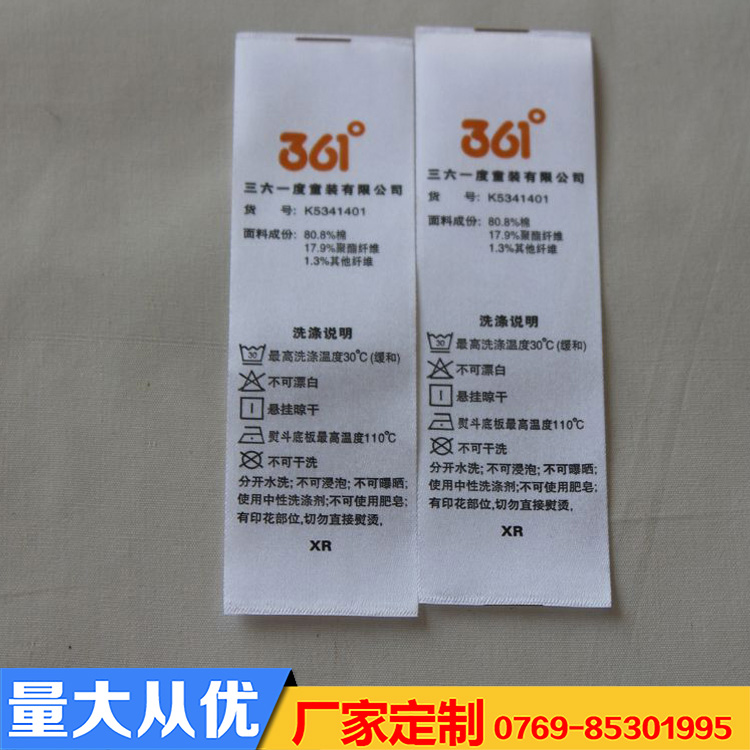 361°
三六一度童装有限公司
货 号: K5341401
面料成份: 80.8%棉
17.9%聚酯纤维
1.3%其他纤维
洗涤说明
30 最高洗涤温度30℃(缓和)
不可漂白
悬挂晾干
熨斗底板最高温度110℃
不可干洗
分开水洗; 不可浸泡; 不可曝晒;
使用中性洗涤剂;不可使用肥皂;
有印花部位,切勿直接熨烫.
XR
361°
三六一度童装有限公司
货 号: K5341401
面料成份: 80.8%棉
17.9%聚酯纤维
1.3%其他纤维
洗涤说明
30 最高洗涤温度30℃(缓和)
不可漂白
悬挂晾干
熨斗底板最高温度110℃
不可干洗
分开水洗; 不可浸泡; 不可曝晒;
使用中性洗涤剂;不可使用肥皂;
有印花部位,切勿直接熨烫.
XR
量大从优
厂家定制 0769-85301995